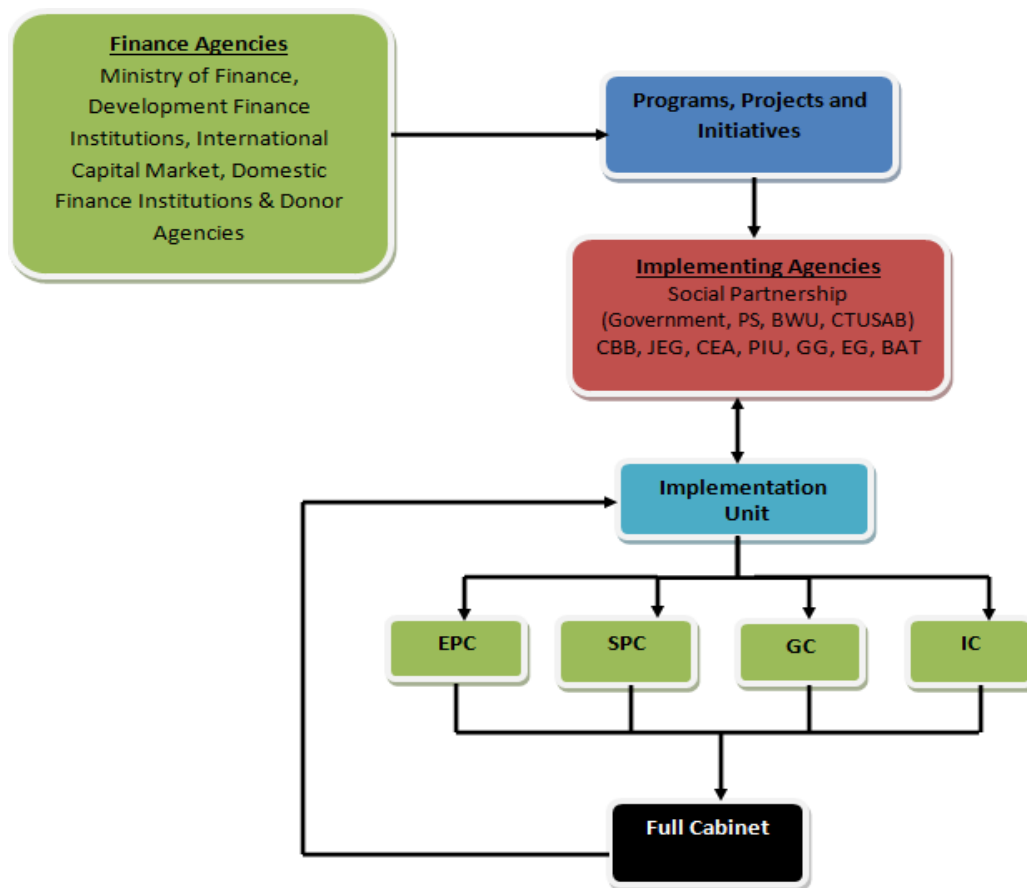 Finance Agencies
Ministry of Finance,
Development Finance
Institutions, International
Capital Market, Domestic
Finance Institutions & Donor
Agencies
Programs, Projects and
Initiatives
Implementing Agencies
Social Partnership
(Government, PS, BWU, CTUSAB)
CBB, JEG, CEA, PIU, GG, EG, BAT
Implementation
Unit
EPC
SPC
GC
IC
Full Cabinet